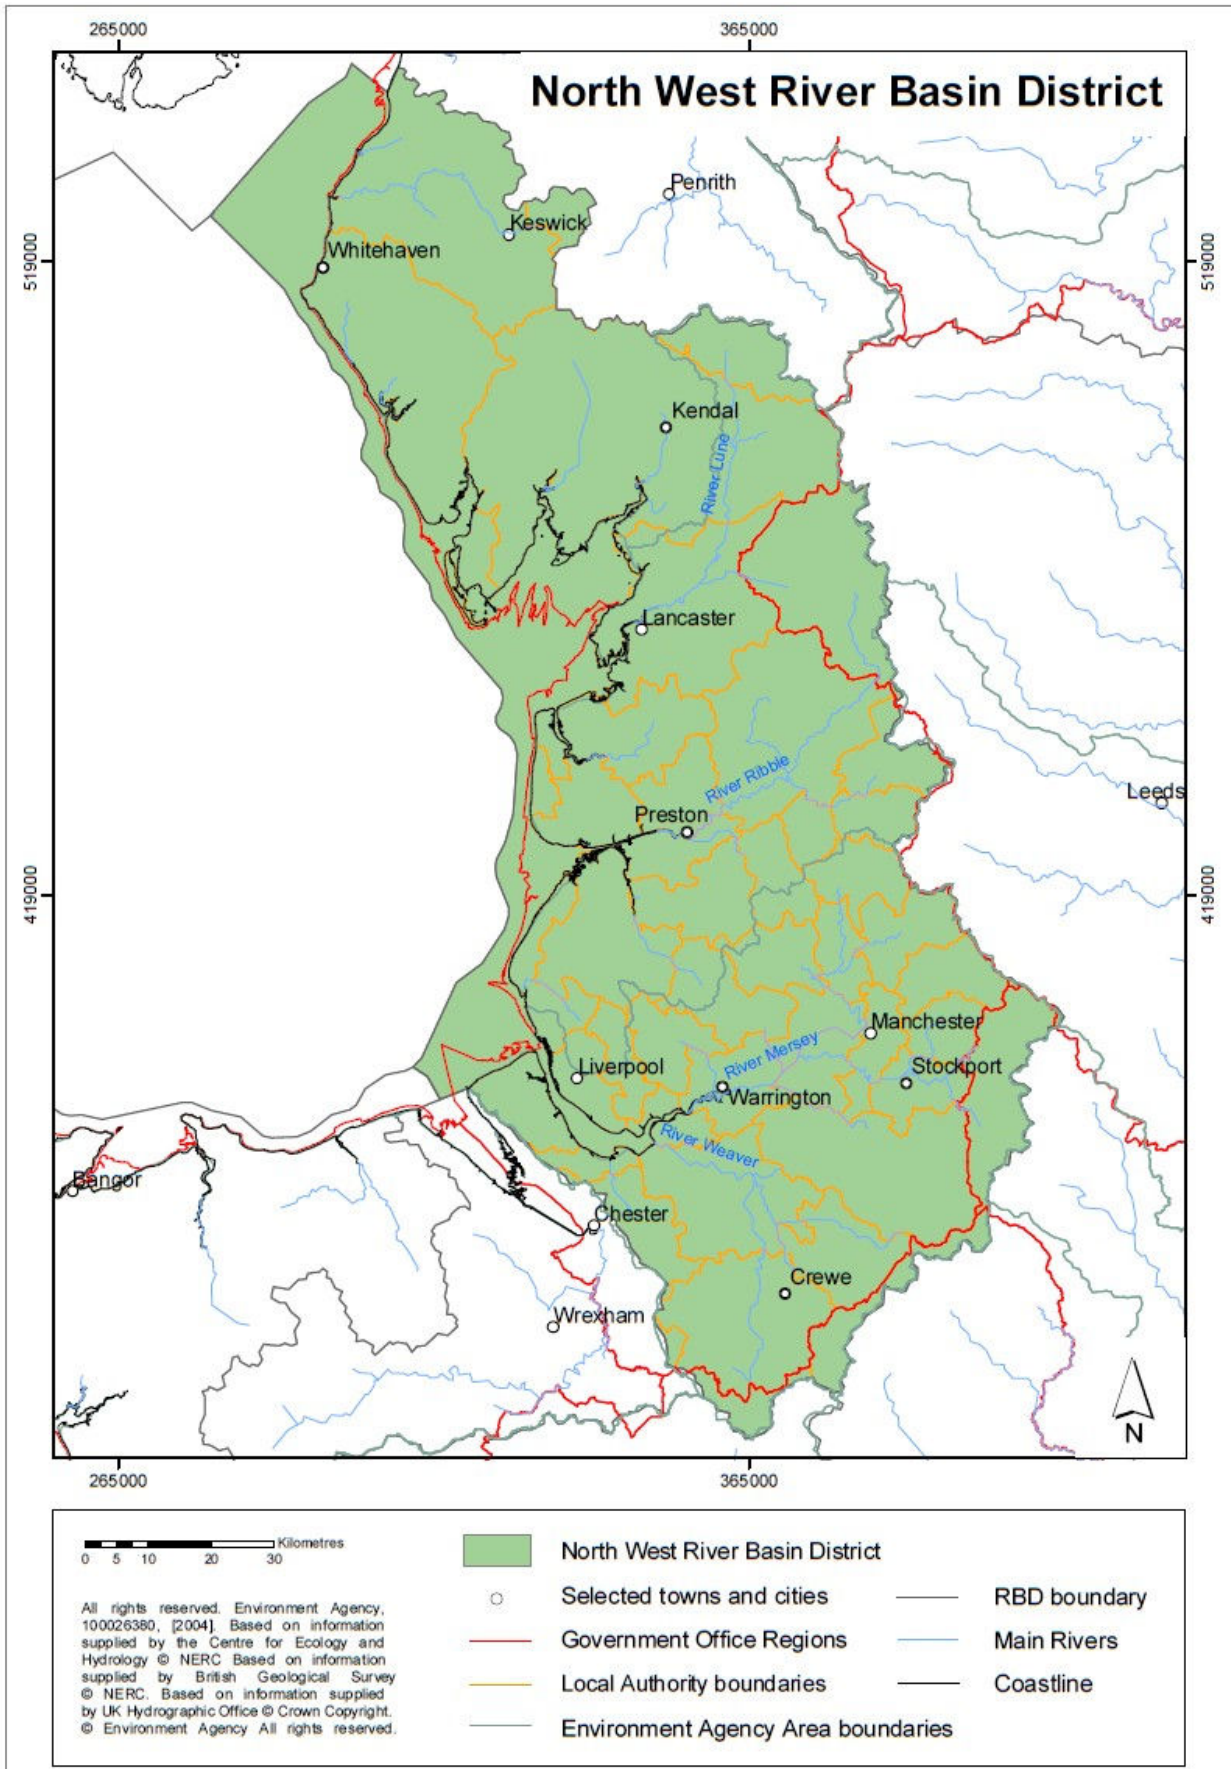 265000
365000
North West River Basin District
Penrith
Keswick
Whitehaven
519000
519000
Kendal
River Lune
Lancaster
River Ribble
Leeds
Preston
419000
419000
Manchester
River Mersey
Liverpool
Stockport
Warrington
River Weaver
Bangor
Chester
Crewe
Wrexham
N
265000
365000
Kilometres
0 5 10 20 30
North West River Basin District
Selected towns and cities
RBD boundary
Government Office Regions
Main Rivers
Local Authority boundaries
Coastline
Environment Agency Area boundaries
All rights reserved. Environment Agency,
100026380, [2004]. Based on information
supplied by the Centre for Ecology and
Hydrology © NERC Based on information
supplied by British Geological Survey
© NERC. Based on information supplied
by UK Hydrographic Office © Crown Copyright.
© Environment Agency All rights reserved.